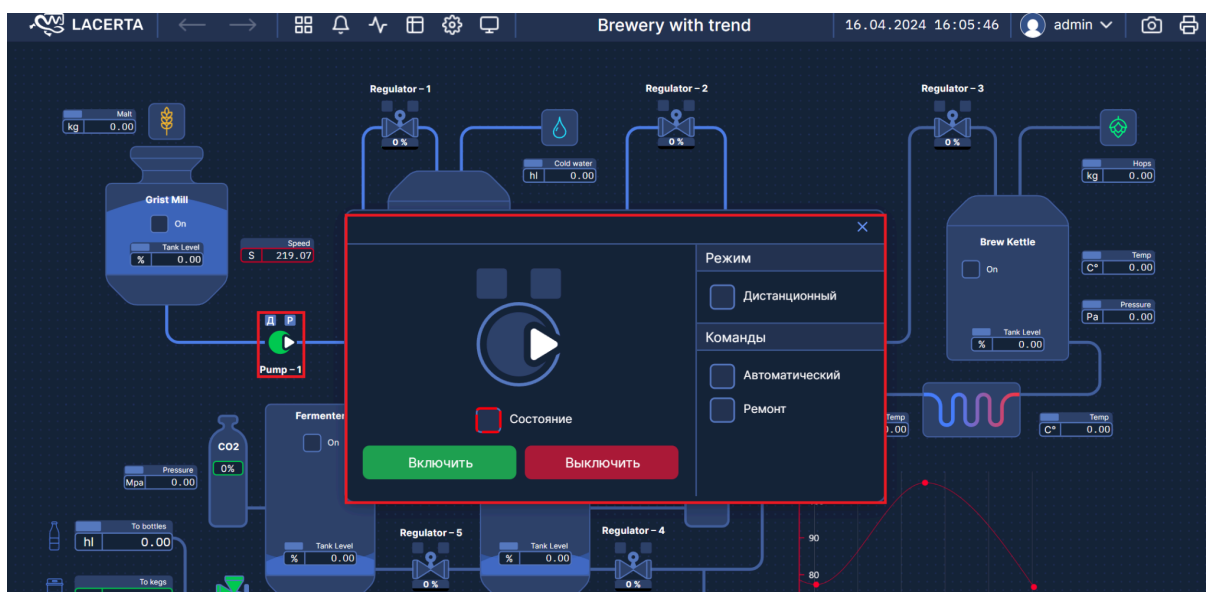 LACERTA
Brewery with trend
16.04.2024 16:05:46
admin
Regulator – 1
Regulator – 2
Regulator – 3
Malt
kg 0.00
0 %
0 %
0 %
Cold water
hl 0.00
Hops
kg 0.00
Grist Mill
On
Tank Level
% 0.00
Speed
S 219.07
Д Р
Pump – 1
Режим
Дистанционный
Команды
Автоматический
Ремонт
Состояние
Включить
Выключить
Brew Kettle
On
Temp
C° 0.00
Pressure
Pa 0.00
Tank Level
% 0.00
Temp
.00
Temp
C° 0.00
CO2
0%
Pressure
Mpa 0.00
Fermenter
On
To bottles
hl 0.00
To kegs
Tank Level
% 0.00
Regulator – 5
0 %
Tank Level
% 0.00
Regulator – 4
0 %
90
80